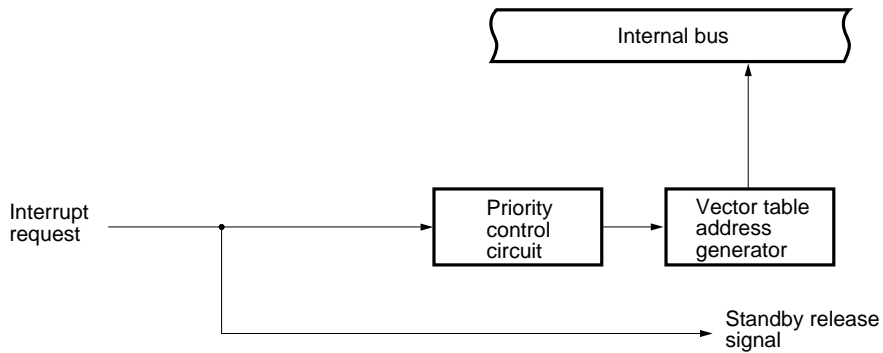 Internal bus
Interrupt
request
Priority
control
circuit
Vector table
address
generator
Standby release
signal